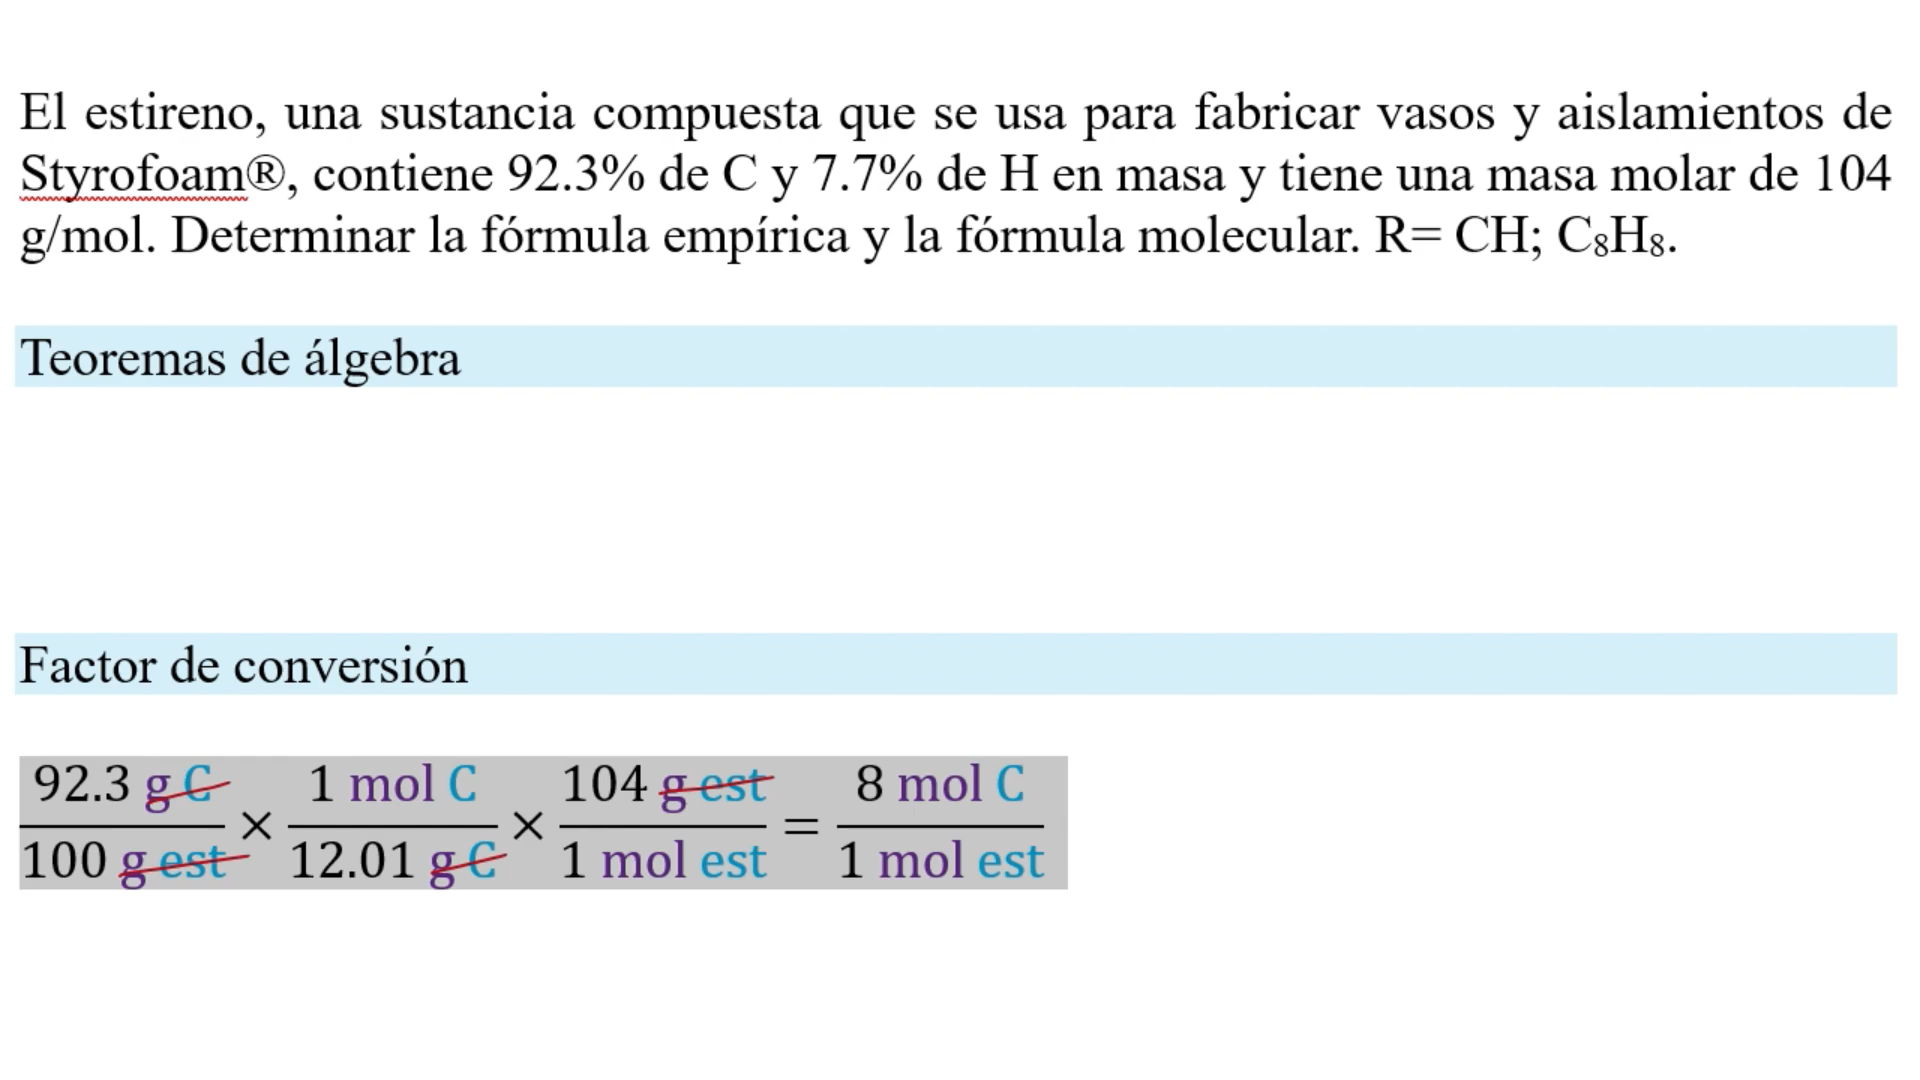 El estireno, una sustancia compuesta que se usa para fabricar vasos y aislamientos de
Styrofoam®, contiene 92.3% de C y 7.7% de H en masa y tiene una masa molar de 104
g/mol. Determinar la fórmula empírica y la fórmula molecular. R= CH; C₈H₈.
Teoremas de álgebra
Factor de conversión
92.3 g C / 100 g est × 1 mol C / 12.01 g C × 104 g est / 1 mol est = 8 mol C / 1 mol est